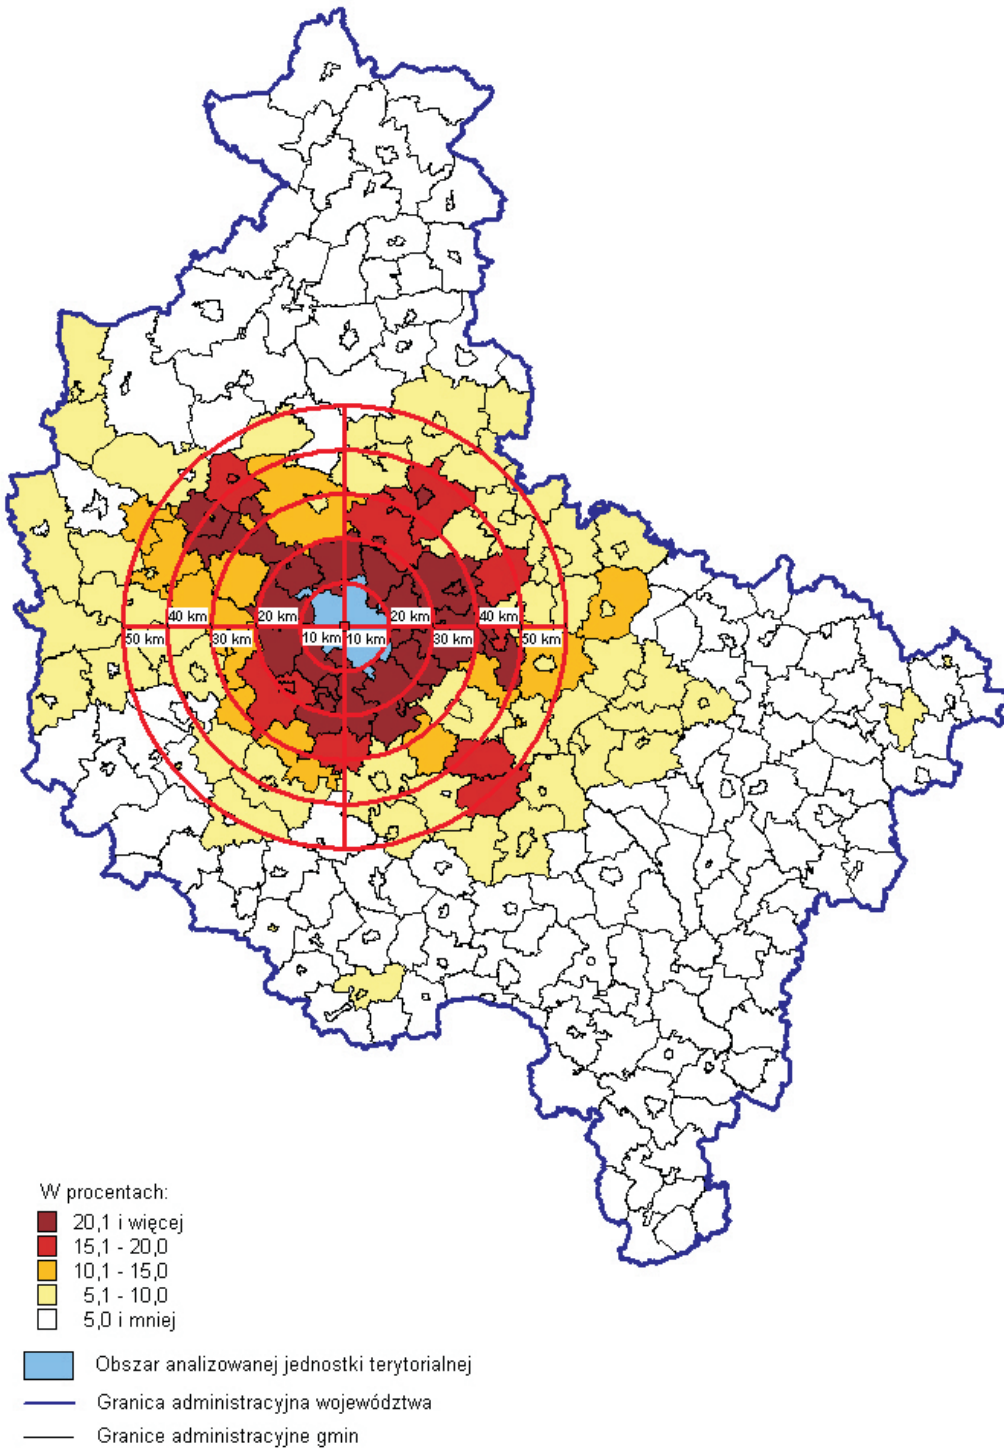 40 km
20 km
20 km
40 km
50 km
30 km
10 km
10 km
30 km
50 km
W procentach:
20,1 i więcej
15,1 - 20,0
10,1 - 15,0
5,1 - 10,0
5,0 i mniej
Obszar analizowanej jednostki terytorialnej
Granica administracyjna województwa
Granice administracyjne gmin